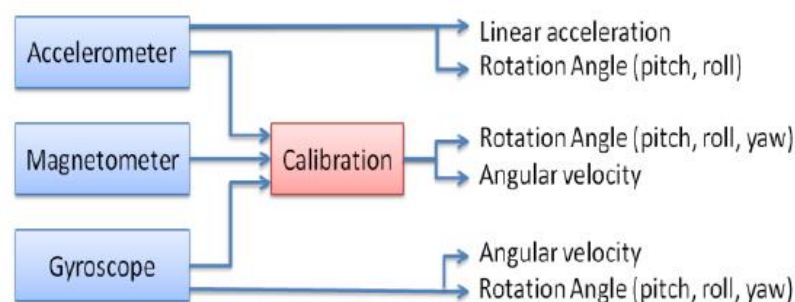 Accelerometer
Linear acceleration
Rotation Angle (pitch, roll)
Magnetometer
Calibration
Rotation Angle (pitch, roll, yaw)
Angular velocity
Gyroscope
Angular velocity
Rotation Angle (pitch, roll, yaw)